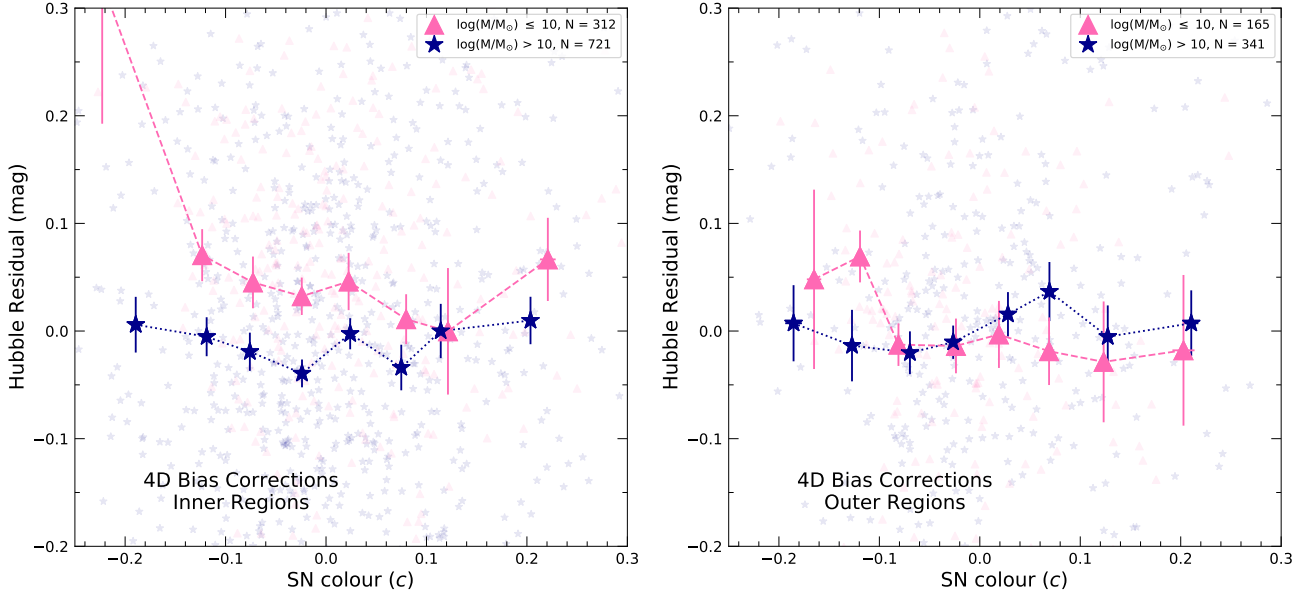 0.3
0.2
0.1
0.0
−0.1
−0.2
Hubble Residual (mag)
log(M/M☉) ≤ 10, N = 312
log(M/M☉) > 10, N = 721
4D Bias Corrections
Inner Regions
−0.2
−0.1
0.0
0.1
0.2
0.3
SN colour (c)
0.3
0.2
0.1
0.0
−0.1
−0.2
Hubble Residual (mag)
log(M/M☉) ≤ 10, N = 165
log(M/M☉) > 10, N = 341
4D Bias Corrections
Outer Regions
−0.2
−0.1
0.0
0.1
0.2
0.3
SN colour (c)